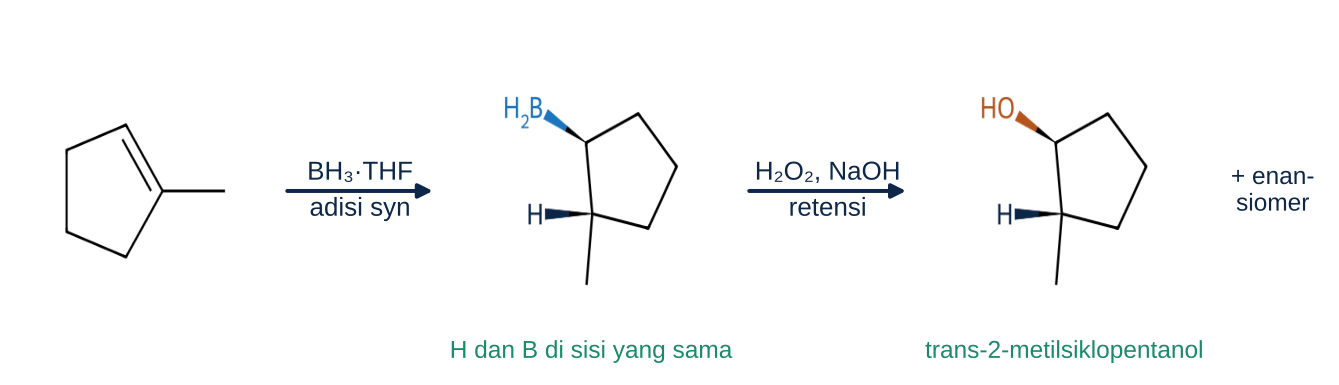 BH₃·THF
adisi syn
H₂B
H
H dan B di sisi yang sama
H₂O₂, NaOH
retensi
HO
H
trans-2-metilsiklopentanol
+ enan-
siomer